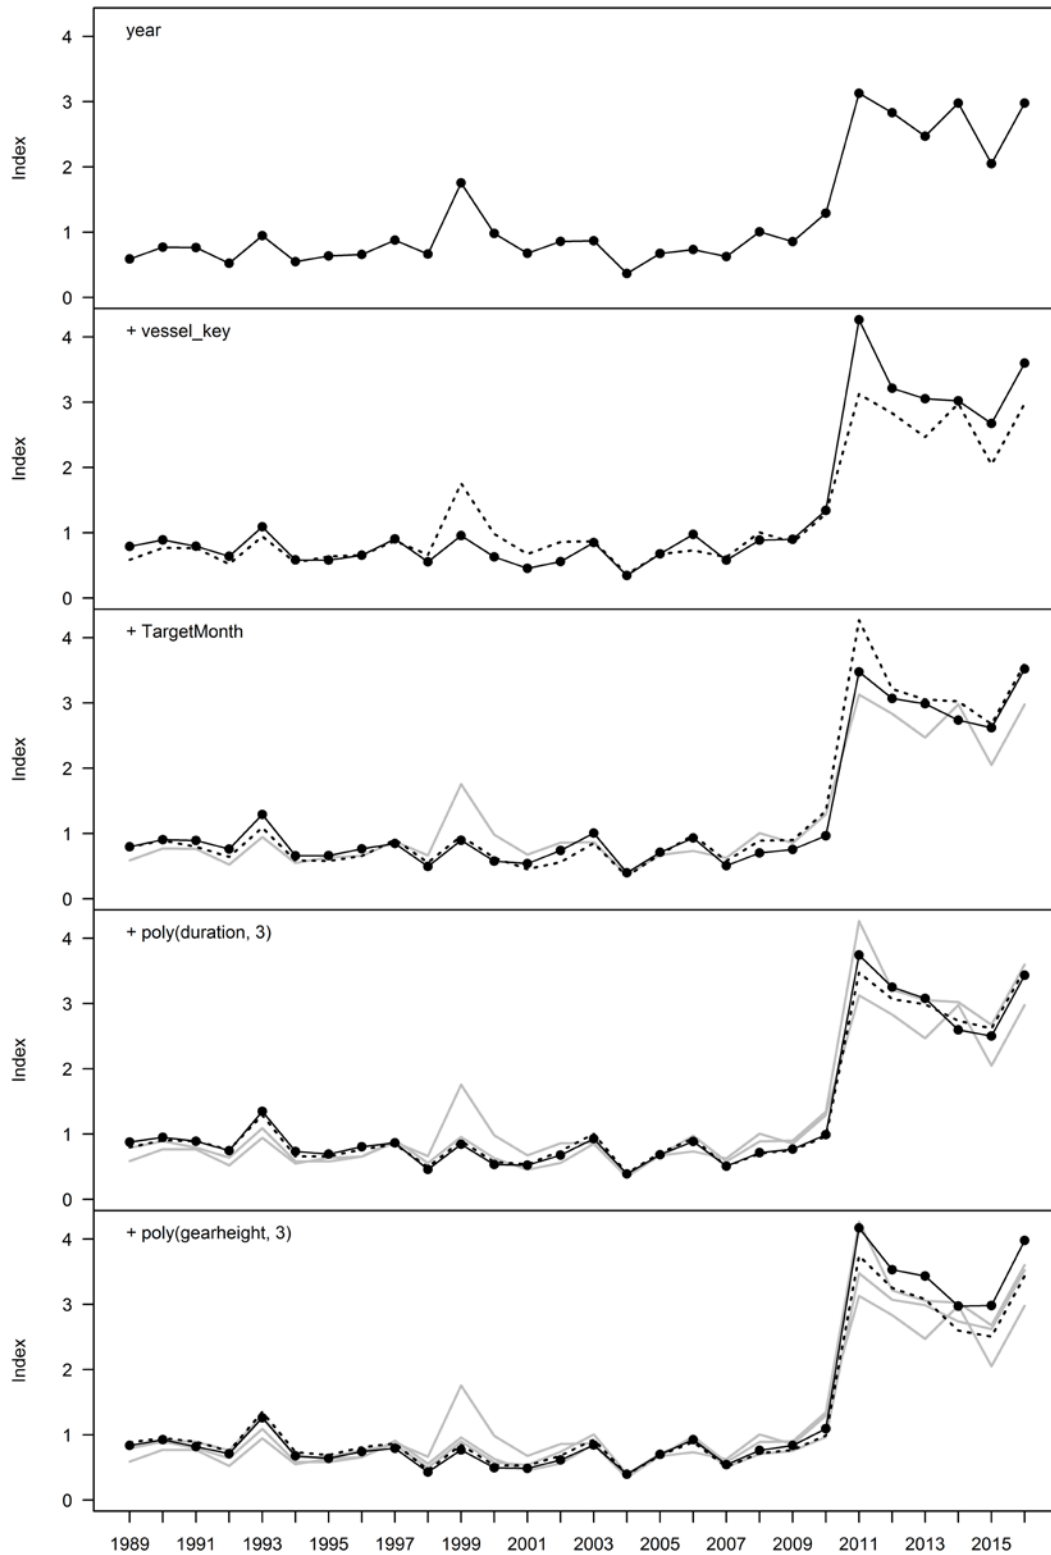 year
4
3
2
1
0
Index
+ vessel_key
4
3
2
1
0
Index
+ TargetMonth
4
3
2
1
0
Index
+ poly(duration, 3)
4
3
2
1
0
Index
+ poly(gearheight, 3)
4
3
2
1
0
Index
1989 1991 1993 1995 1997 1999 2001 2003 2005 2007 2009 2011 2013 2015